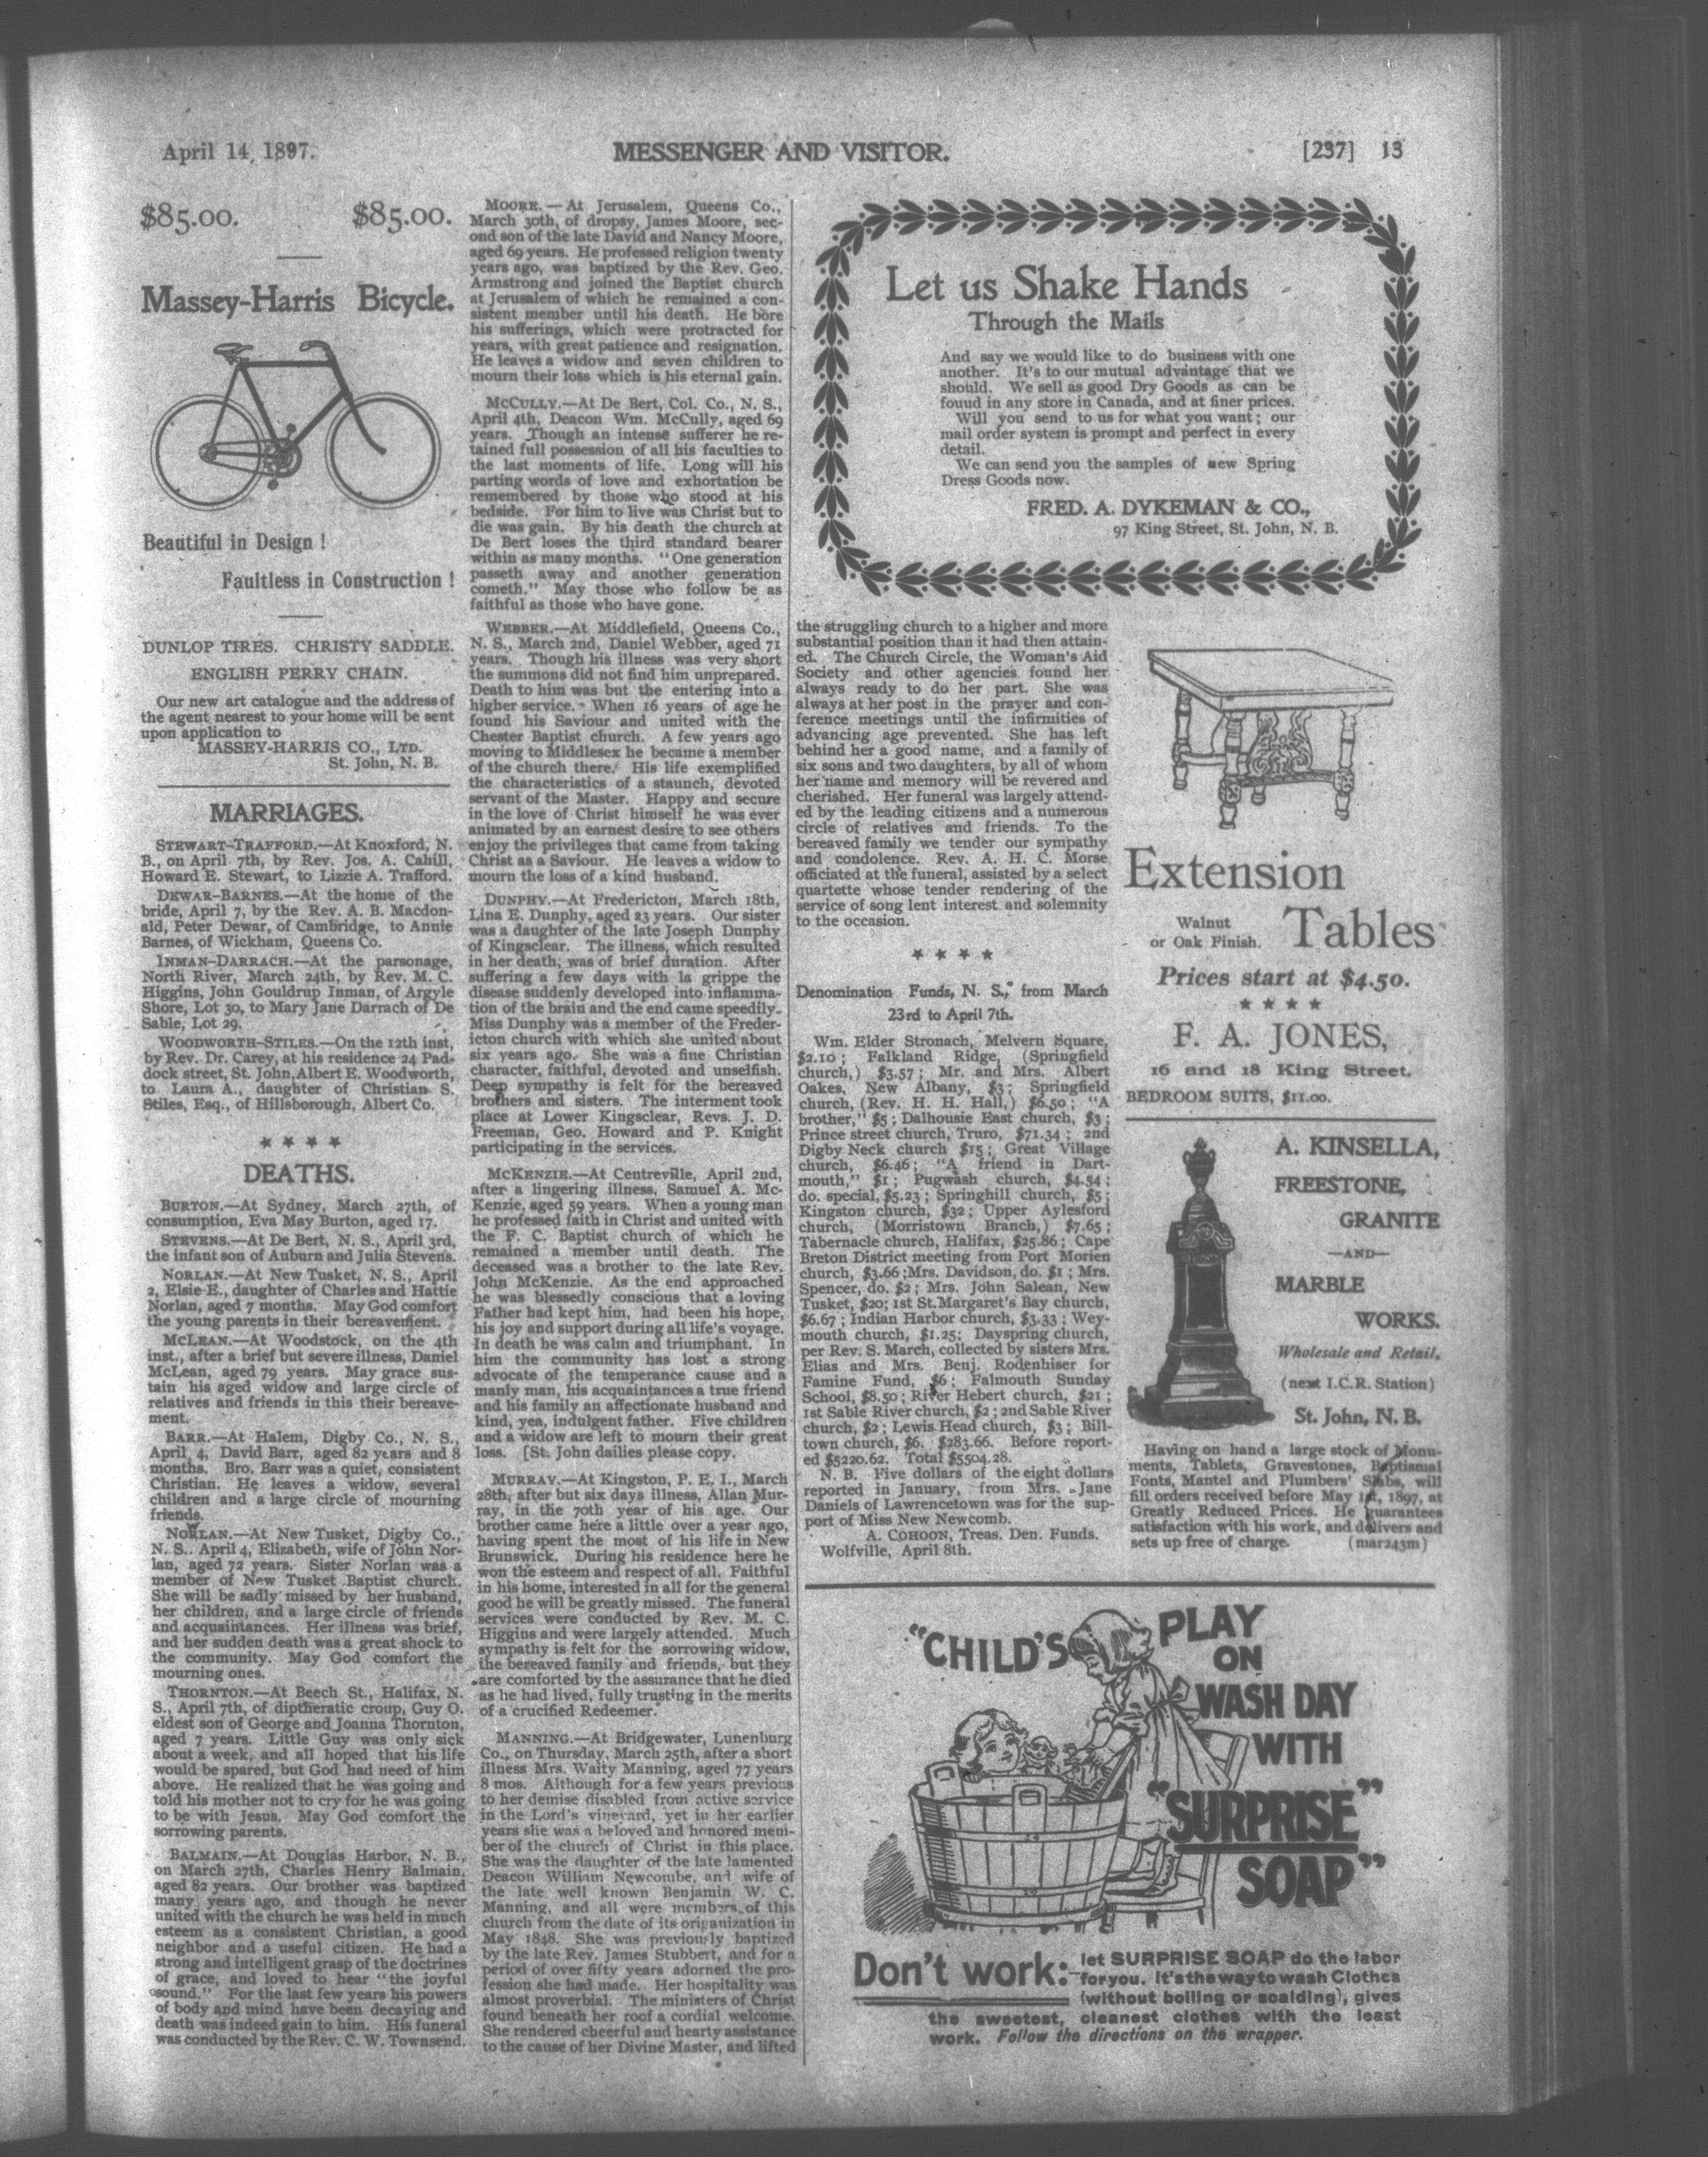 April 14, 1897.
MESSENGER AND VISITOR.
[237] 13
$85.00. $85.00.
Massey-Harris Bicycle.
Beautiful in Design !
Faultless in Construction !
DUNLOP TIRES. CHRISTY SADDLE.
ENGLISH PERRY CHAIN.
Our new art catalogue and the address of
the agent nearest to your home will be sent
upon application to
MASSEY-HARRIS CO., LTD.
St. John, N. B.
MARRIAGES.
STEWART-TRAFFORD.—At Knoxford, N.
B., on April 7th, by Rev. Jos. A. Cahill,
Howard E. Stewart, to Lizzie A. Trafford.
DEWAR-BARNES.—At the home of the
bride, April 7, by the Rev. A. B. Macdon-
ald, Peter Dewar, of Cambridge, to Annie
Barnes, of Wickham, Queens Co.
INMAN-DARRACH.—At the parsonage,
North River, March 24th, by Rev. M. C.
Higgins, John Gouldrup Inman, of Argyle
Shore, Lot 30, to Mary Jane Darrach of De
Sable, Lot 29.
WOODWORTH-STILES.—On the 12th inst,
by Rev. Dr. Carey, at his residence 24 Pad-
dock street, St. John, Albert E. Woodworth,
to Laura A., daughter of Christian S.
Stiles, Esq., of Hillsborough, Albert Co.
* * * *
DEATHS.
BURTON.—At Sydney, March 27th, of
consumption, Eva May Burton, aged 17.
STEVENS.—At De Bert, N. S., April 3rd,
the infant son of Auburn and Julia Stevens.
NORLAN.—At New Tusket, N. S., April
2, Elsie E., daughter of Charles and Hattie
Norlan, aged 7 months. May God comfort
the young parents in their bereavement.
MCLEAN.—At Woodstock, on the 4th
inst., after a brief but severe illness, Daniel
McLean, aged 79 years. May grace sus-
tain his aged widow and large circle of
relatives and friends in this their bereave-
ment.
BARR.—At Halem, Digby Co., N. S.,
April, 4, David Barr, aged 82 years and 8
months. Bro. Barr was a quiet, consistent
Christian. He leaves a widow, several
children and a large circle of mourning
friends.
NORLAN.—At New Tusket, Digby Co.,
N. S.. April 4, Elizabeth, wife of John Nor-
lan, aged 72 years. Sister Norlan was a
member of New Tusket Baptist church.
She will be sadly missed by her husband,
her children, and a large circle of friends
and acquaintances. Her illness was brief,
and her sudden death was a great shock to
the community. May God comfort the
mourning ones.
THORNTON.—At Beech St., Halifax, N.
S., April 7th, of diptheratic croup, Guy O.
eldest son of George and Joanna Thornton,
aged 7 years. Little Guy was only sick
about a week, and all hoped that his life
would be spared, but God had need of him
above. He realized that he was going and
told his mother not to cry for he was going
to be with Jesus. May God comfort the
sorrowing parents.
BALMAIN.—At Douglas Harbor, N. B.,
on March 27th, Charles Henry Balmain,
aged 82 years. Our brother was baptized
many years ago, and though he never
united with the church he was held in much
esteem as a consistent Christian, a good
neighbor and a useful citizen. He had a
strong and intelligent grasp of the doctrines
of grace, and loved to hear "the joyful
sound." For the last few years his powers
of body and mind have been decaying and
death was indeed gain to him. His funeral
was conducted by the Rev. C. W. Townsend.
MOORE.—At Jerusalem, Queens Co.,
March 30th, of dropsy, James Moore, sec-
ond son of the late David and Nancy Moore,
aged 69 years. He professed religion twenty
years ago, was baptized by the Rev. Geo.
Armstrong and joined the Baptist church
at Jerusalem of which he remained a con-
sistent member until his death. He bore
his sufferings, which were protracted for
years, with great patience and resignation.
He leaves a widow and seven children to
mourn their loss which is his eternal gain.
MCCULLY.—At De Bert, Col. Co., N. S.,
April 4th, Deacon Wm. McCully, aged 69
years. Though an intense sufferer he re-
tained full possession of all his faculties to
the last moments of life. Long will his
parting words of love and exhortation be
remembered by those who stood at his
bedside. For him to live was Christ but to
die was gain. By his death the church at
De Bert loses the third standard bearer
within as many months. "One generation
passeth away and another generation
cometh." May those who follow be as
faithful as those who have gone.
WEBBER.—At Middlefield, Queens Co.,
N. S., March 2nd, Daniel Webber, aged 71
years. Though his illness was very short
the summons did not find him unprepared.
Death to him was but the entering into a
higher service. When 16 years of age he
found his Saviour and united with the
Chester Baptist church. A few years ago
moving to Middlesex he became a member
of the church there. His life exemplified
the characteristics of a staunch, devoted
servant of the Master. Happy and secure
in the love of Christ himself he was ever
animated by an earnest desire to see others
enjoy the privileges that came from taking
Christ as a Saviour. He leaves a widow to
mourn the loss of a kind husband.
DUNPHY.—At Fredericton, March 18th,
Lina E. Dunphy, aged 23 years. Our sister
was a daughter of the late Joseph Dunphy
of Kingsclear. The illness, which resulted
in her death, was of brief duration. After
suffering a few days with la grippe the
disease suddenly developed into inflamma-
tion of the brain and the end came speedily.
Miss Dunphy was a member of the Freder-
icton church with which she united about
six years ago. She was a fine Christian
character, faithful, devoted and unselfish.
Deep sympathy is felt for the bereaved
brothers and sisters. The interment took
place at Lower Kingsclear, Revs. J. D.
Freeman, Geo. Howard and P. Knight
participating in the services.
MCKENZIE.—At Centreville, April 2nd,
after a lingering illness, Samuel A. Mc-
Kenzie, aged 59 years. When a young man
he professed faith in Christ and united with
the F. C. Baptist church of which he
remained a member until death. The
deceased was a brother to the late Rev.
John McKenzie. As the end approached
he was blessedly conscious that a loving
Father had kept him, had been his hope,
his joy and support during all life's voyage.
In death he was calm and triumphant. In
him the community has lost a strong
advocate of the temperance cause and a
manly man, his acquaintances a true friend
and his family an affectionate husband and
kind, yea, indulgent father. Five children
and a widow are left to mourn their great
loss. [St. John dailies please copy.
MURRAY.—At Kingston, P. E. I., March
28th, after but six days illness, Allan Mur-
ray, in the 70th year of his age. Our
brother came here a little over a year ago,
having spent the most of his life in New
Brunswick. During his residence here he
won the esteem and respect of all. Faithful
in his home, interested in all for the general
good he will be greatly missed. The funeral
services were conducted by Rev. M. C.
Higgins and were largely attended. Much
sympathy is felt for the sorrowing widow,
the bereaved family and friends, but they
are comforted by the assurance that he died
as he had lived, fully trusting in the merits
of a crucified Redeemer.
MANNING.—At Bridgewater, Lunenburg
Co., on Thursday, March 25th, after a short
illness Mrs. Waity Manning, aged 77 years
8 mos. Although for a few years previous
to her demise disabled from active service
in the Lord's vineyard, yet in her earlier
years she was a beloved and honored mem-
ber of the church of Christ in this place.
She was the daughter of the late lamented
Deacon William Newcombe, and wife of
the late well known Benjamin W. C.
Manning, and all were members of this
church from the date of its origanization in
May 1848. She was previously baptized
by the late Rev. James Stubbert, and for a
period of over fifty years adorned the pro-
fession she had made. Her hospitality was
almost proverbial. The ministers of Christ
found beneath her roof a cordial welcome.
She rendered cheerful and hearty assistance
to the cause of her Divine Master, and lifted
Let us Shake Hands
Through the Mails
And say we would like to do business with one
another. It's to our mutual advantage that we
should. We sell as good Dry Goods as can be
fouud in any store in Canada, and at finer prices.
Will you send to us for what you want; our
mail order system is prompt and perfect in every
detail.
We can send you the samples of new Spring
Dress Goods now.
FRED. A. DYKEMAN & CO.,
97 King Street, St. John, N. B.
the struggling church to a higher and more
substantial position than it had then attain-
ed. The Church Circle, the Woman's Aid
Society and other agencies found her
always ready to do her part. She was
always at her post in the prayer and con-
ference meetings until the infirmities of
advancing age prevented. She has left
behind her a good name, and a family of
six sons and two daughters, by all of whom
her name and memory will be revered and
cherished. Her funeral was largely attend-
ed by the leading citizens and a numerous
circle of relatives and friends. To the
bereaved family we tender our sympathy
and condolence. Rev. A. H. C. Morse
officiated at the funeral, assisted by a select
quartette whose tender rendering of the
service of song lent interest and solemnity
to the occasion.
* * * *
Denomination Funds, N. S., from March
23rd to April 7th.
Wm. Elder Stronach, Melvern Square,
$2.10; Falkland Ridge, (Springfield
church,) $3.57; Mr. and Mrs. Albert
Oakes, New Albany, $3; Springfield
church, (Rev. H. H. Hall,) $6.50; "A
brother," $5; Dalhousie East church, $3;
Prince street church, Truro, $71.34; 2nd
Digby Neck church $15; Great Village
church, $6.46; "A friend in Dart-
mouth," $1; Pugwash church, $4.54;
do. special, $5.23; Springhill church, $5;
Kingston church, $32; Upper Aylesford
church, (Morristown Branch,) $7.65;
Tabernacle church, Halifax, $25.86; Cape
Breton District meeting from Port Morien
church, $3.66; Mrs. Davidson, do. $1; Mrs.
Spencer, do. $2; Mrs. John Salean, New
Tusket, $20; 1st St. Margaret's Bay church,
$6.67; Indian Harbor church, $3.33; Wey-
mouth church, $1.25; Dayspring church,
per Rev. S. March, collected by sisters Mrs.
Elias and Mrs. Benj. Rodenhiser for
Famine Fund, $6; Falmouth Sunday
School, $8.50; River Hebert church, $21;
1st Sable River church, $2; 2nd Sable River
church, $2; Lewis Head church, $3; Bill-
town church, $6. $283.66. Before report-
ed $5220.62. Total $5504.28.
N. B. Five dollars of the eight dollars
reported in January, from Mrs. Jane
Daniels of Lawrencetown was for the sup-
port of Miss New Newcomb.
A. COHOON, Treas. Den. Funds.
Wolfville, April 8th.
Extension
Walnut
or Oak Finish.
Tables
Prices start at $4.50.
* * * *
F. A. JONES,
16 and 18 King Street.
BEDROOM SUITS, $11.00.
A. KINSELLA,
FREESTONE,
GRANITE
—AND—
MARBLE
WORKS.
Wholesale and Retail.
(next I.C.R. Station)
St. John, N. B.
Having on hand a large stock of Monu-
ments, Tablets, Gravestones, Baptismal
Fonts, Mantel and Plumbers' Slabs, will
fill orders received before May 1st, 1897, at
Greatly Reduced Prices. He guarantees
satisfaction with his work, and delivers and
sets up free of charge. (mar243m)
"CHILD'S PLAY
ON
WASH DAY
WITH
"SURPRISE"
SOAP"
Don't work:
let SURPRISE SOAP do the labor
for you. It's the way to wash Clothes
(without boiling or scalding), gives
the sweetest, cleanest clothes with the least
work. Follow the directions on the wrapper.